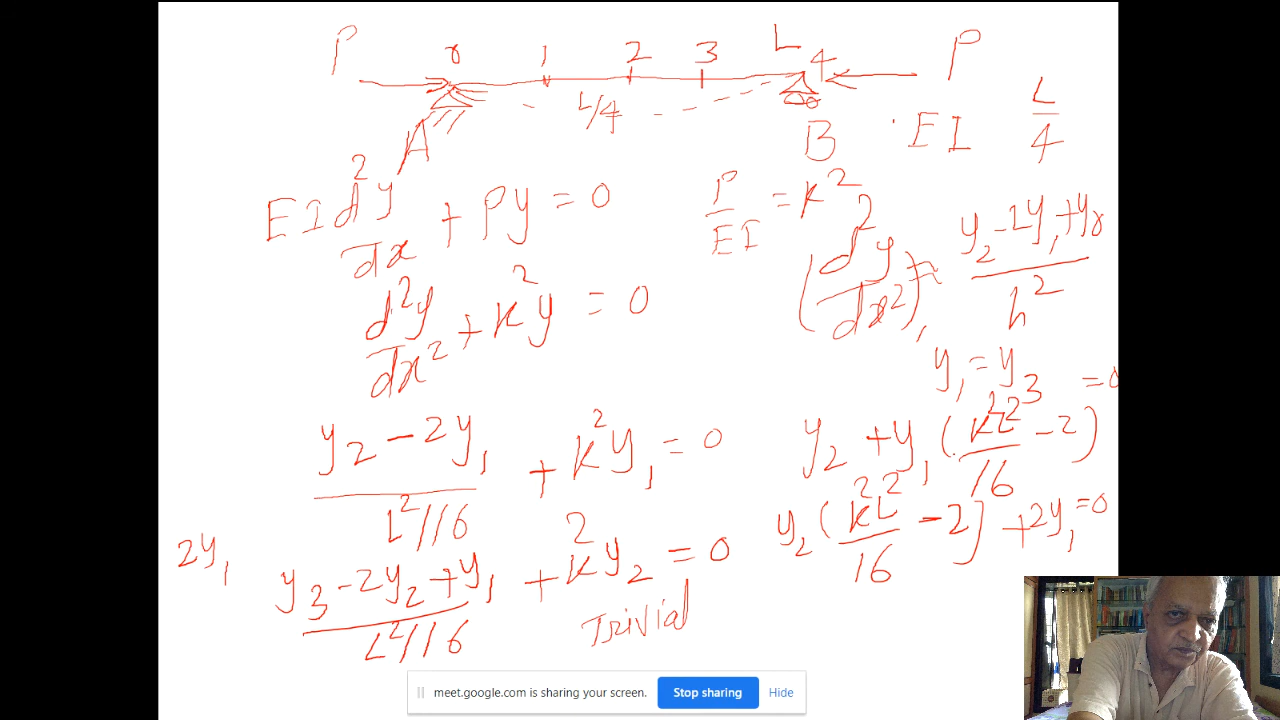 P 0 1 2 3 L 4 P
L/4
A B EI L/4
EI d²y/dx + Py = 0
P/EI = K²
d²y/dx² + K²y = 0
(d²y/dx²)₁ ≈ (y₂ - 2y₁ + y₀)/h²
y₁ = y₃
(y₂ - 2y₁)/(L²/16) + K²y₁ = 0
y₂ + y₁ (K²L²/16 - 2) = 0
2y₁
(y₃ - 2y₂ + y₁)/(L²/16) + K²y₂ = 0
y₂ (K²L²/16 - 2) + 2y₁ = 0
Trivial
meet.google.com is sharing your screen. Stop sharing Hide